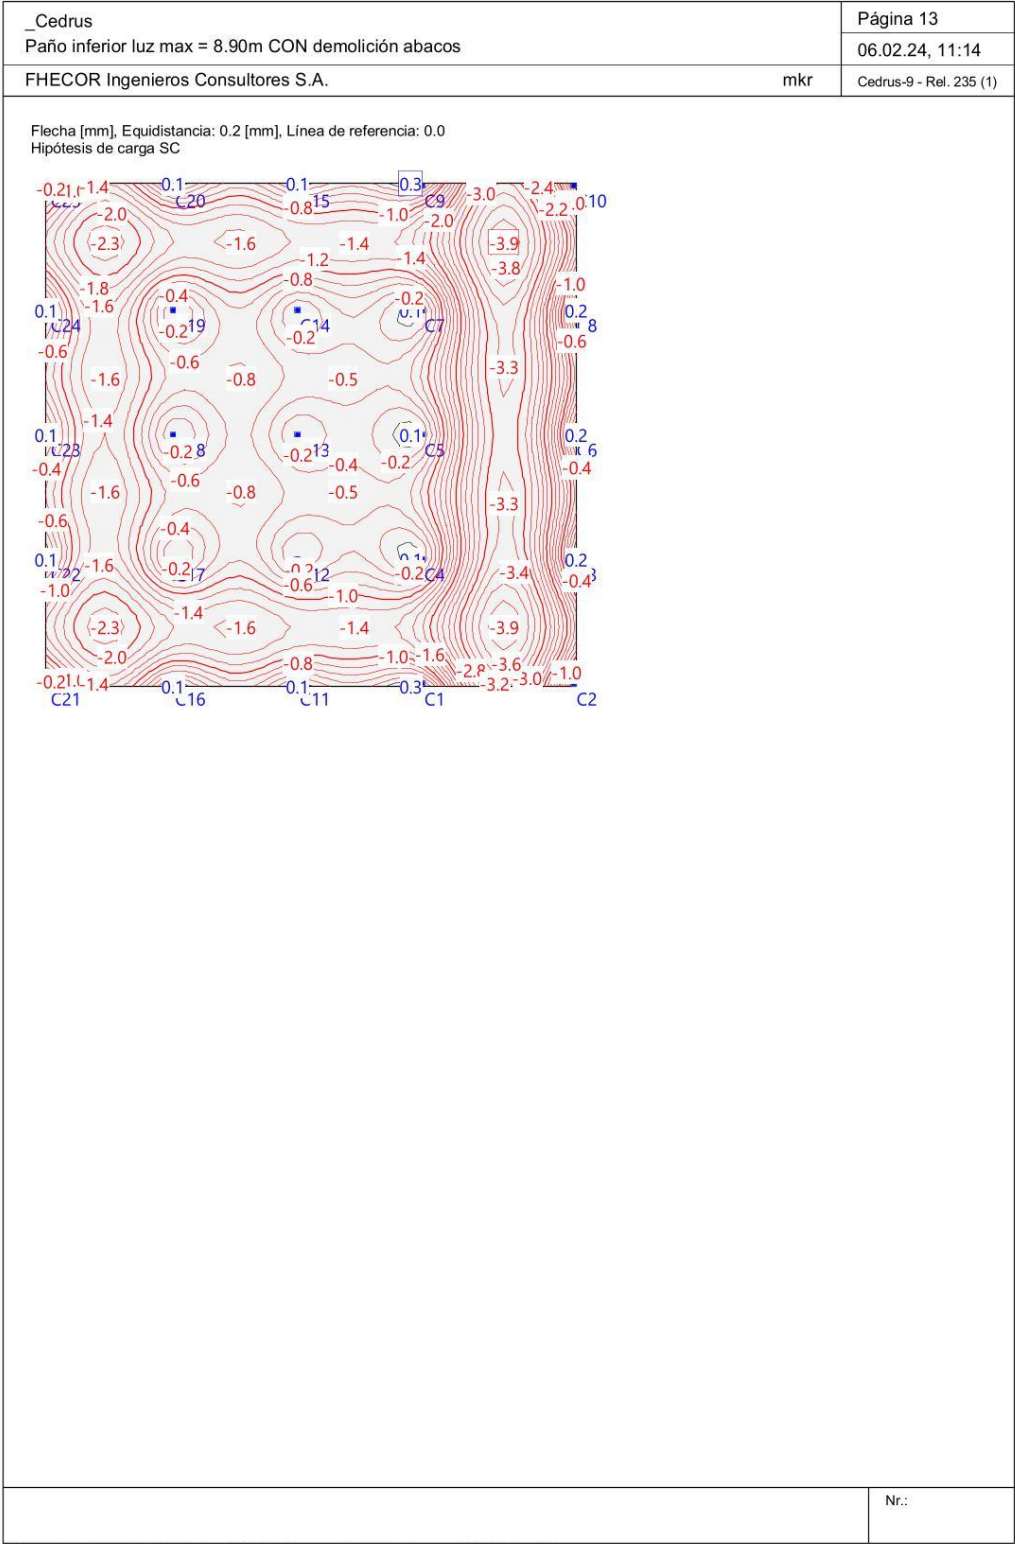 _Cedrus
Página 13
Paño inferior luz max = 8.90m CON demolición abacos
06.02.24, 11:14
FHECOR Ingenieros Consultores S.A.
mkr
Cedrus-9 - Rel. 235 (1)
Flecha [mm], Equidistancia: 0.2 [mm], Línea de referencia: 0.0
Hipótesis de carga SC
-0.2 -1.4 0.1 0.1 0.3 -3.0 -2.4
C20 -0.8 C9 -2.2
-2.0 -1.0 -2.0
-2.3 -1.6 -1.4 -3.9
-1.2 -1.4 -3.8
-1.8 -0.8 -1.0
-1.6 -0.4 -0.2
0.1 0.2
C24 -0.2 C14 C7
-0.2 -0.6
-0.6 -0.6
-1.6 -0.8 -0.5 -3.3
-1.4
0.1 0.1 0.2
C23 -0.2 -0.2 C5
-0.4 -0.4 -0.2 -0.4
-0.6
-1.6 -0.8 -0.5 -3.3
-0.6 -0.4
0.1 -1.6 0.2
-0.2 -0.2 C4 -3.4 -0.4
-1.0 -0.6 -1.0
-1.4
-2.3 -1.6 -1.4 -3.9
-2.0 -0.8 -1.0 -1.6 -2.8 -3.6 -1.0
-0.2 -1.4 0.1 0.1 0.3 -3.2 -3.0
C21 C16 C11 C1 C2
Nr.: